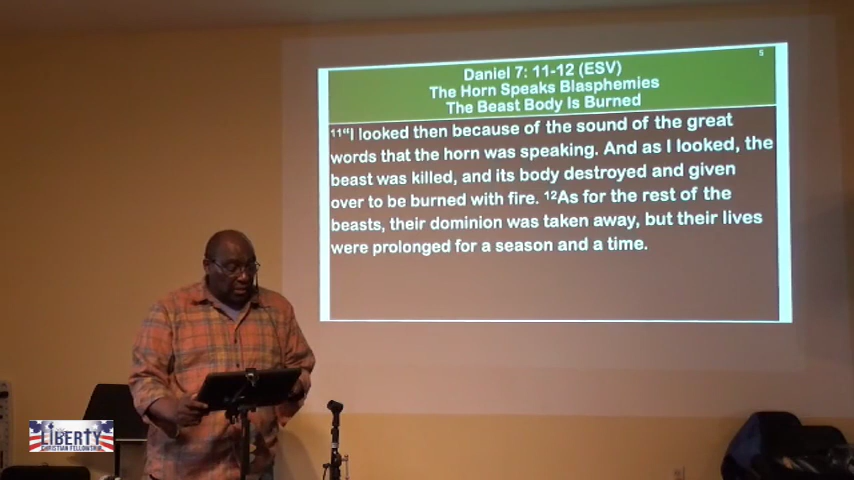 5
Daniel 7: 11-12 (ESV)
The Horn Speaks Blasphemies
The Beast Body Is Burned
11“I looked then because of the sound of the great
words that the horn was speaking. And as I looked, the
beast was killed, and its body destroyed and given
over to be burned with fire. 12As for the rest of the
beasts, their dominion was taken away, but their lives
were prolonged for a season and a time.
LIBERTY
CHRISTIAN FELLOWSHIP